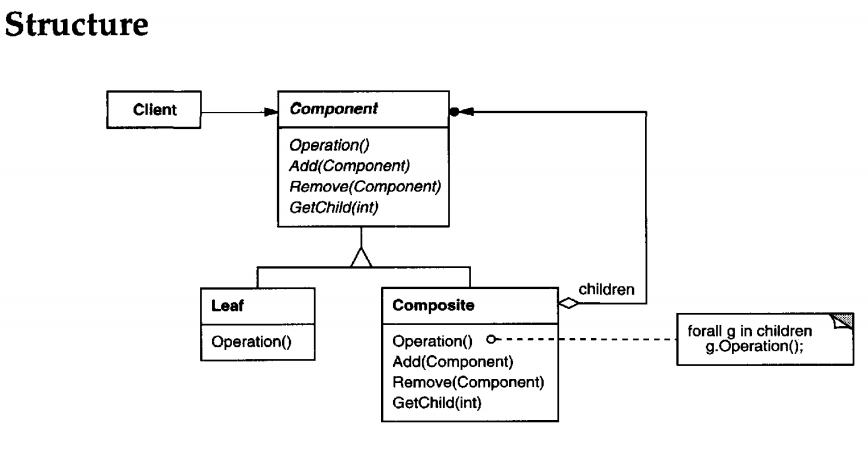 Structure
Client
Component
Operation()
Add(Component)
Remove(Component)
GetChild(int)
Leaf
Operation()
Composite
Operation()
Add(Component)
Remove(Component)
GetChild(int)
children
forall g in children
g.Operation();